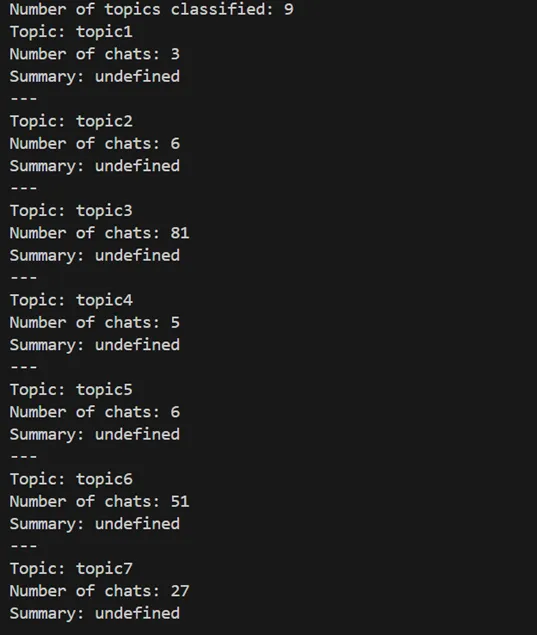 Number of topics classified: 9
Topic: topic1
Number of chats: 3
Summary: undefined
---
Topic: topic2
Number of chats: 6
Summary: undefined
---
Topic: topic3
Number of chats: 81
Summary: undefined
---
Topic: topic4
Number of chats: 5
Summary: undefined
---
Topic: topic5
Number of chats: 6
Summary: undefined
---
Topic: topic6
Number of chats: 51
Summary: undefined
---
Topic: topic7
Number of chats: 27
Summary: undefined